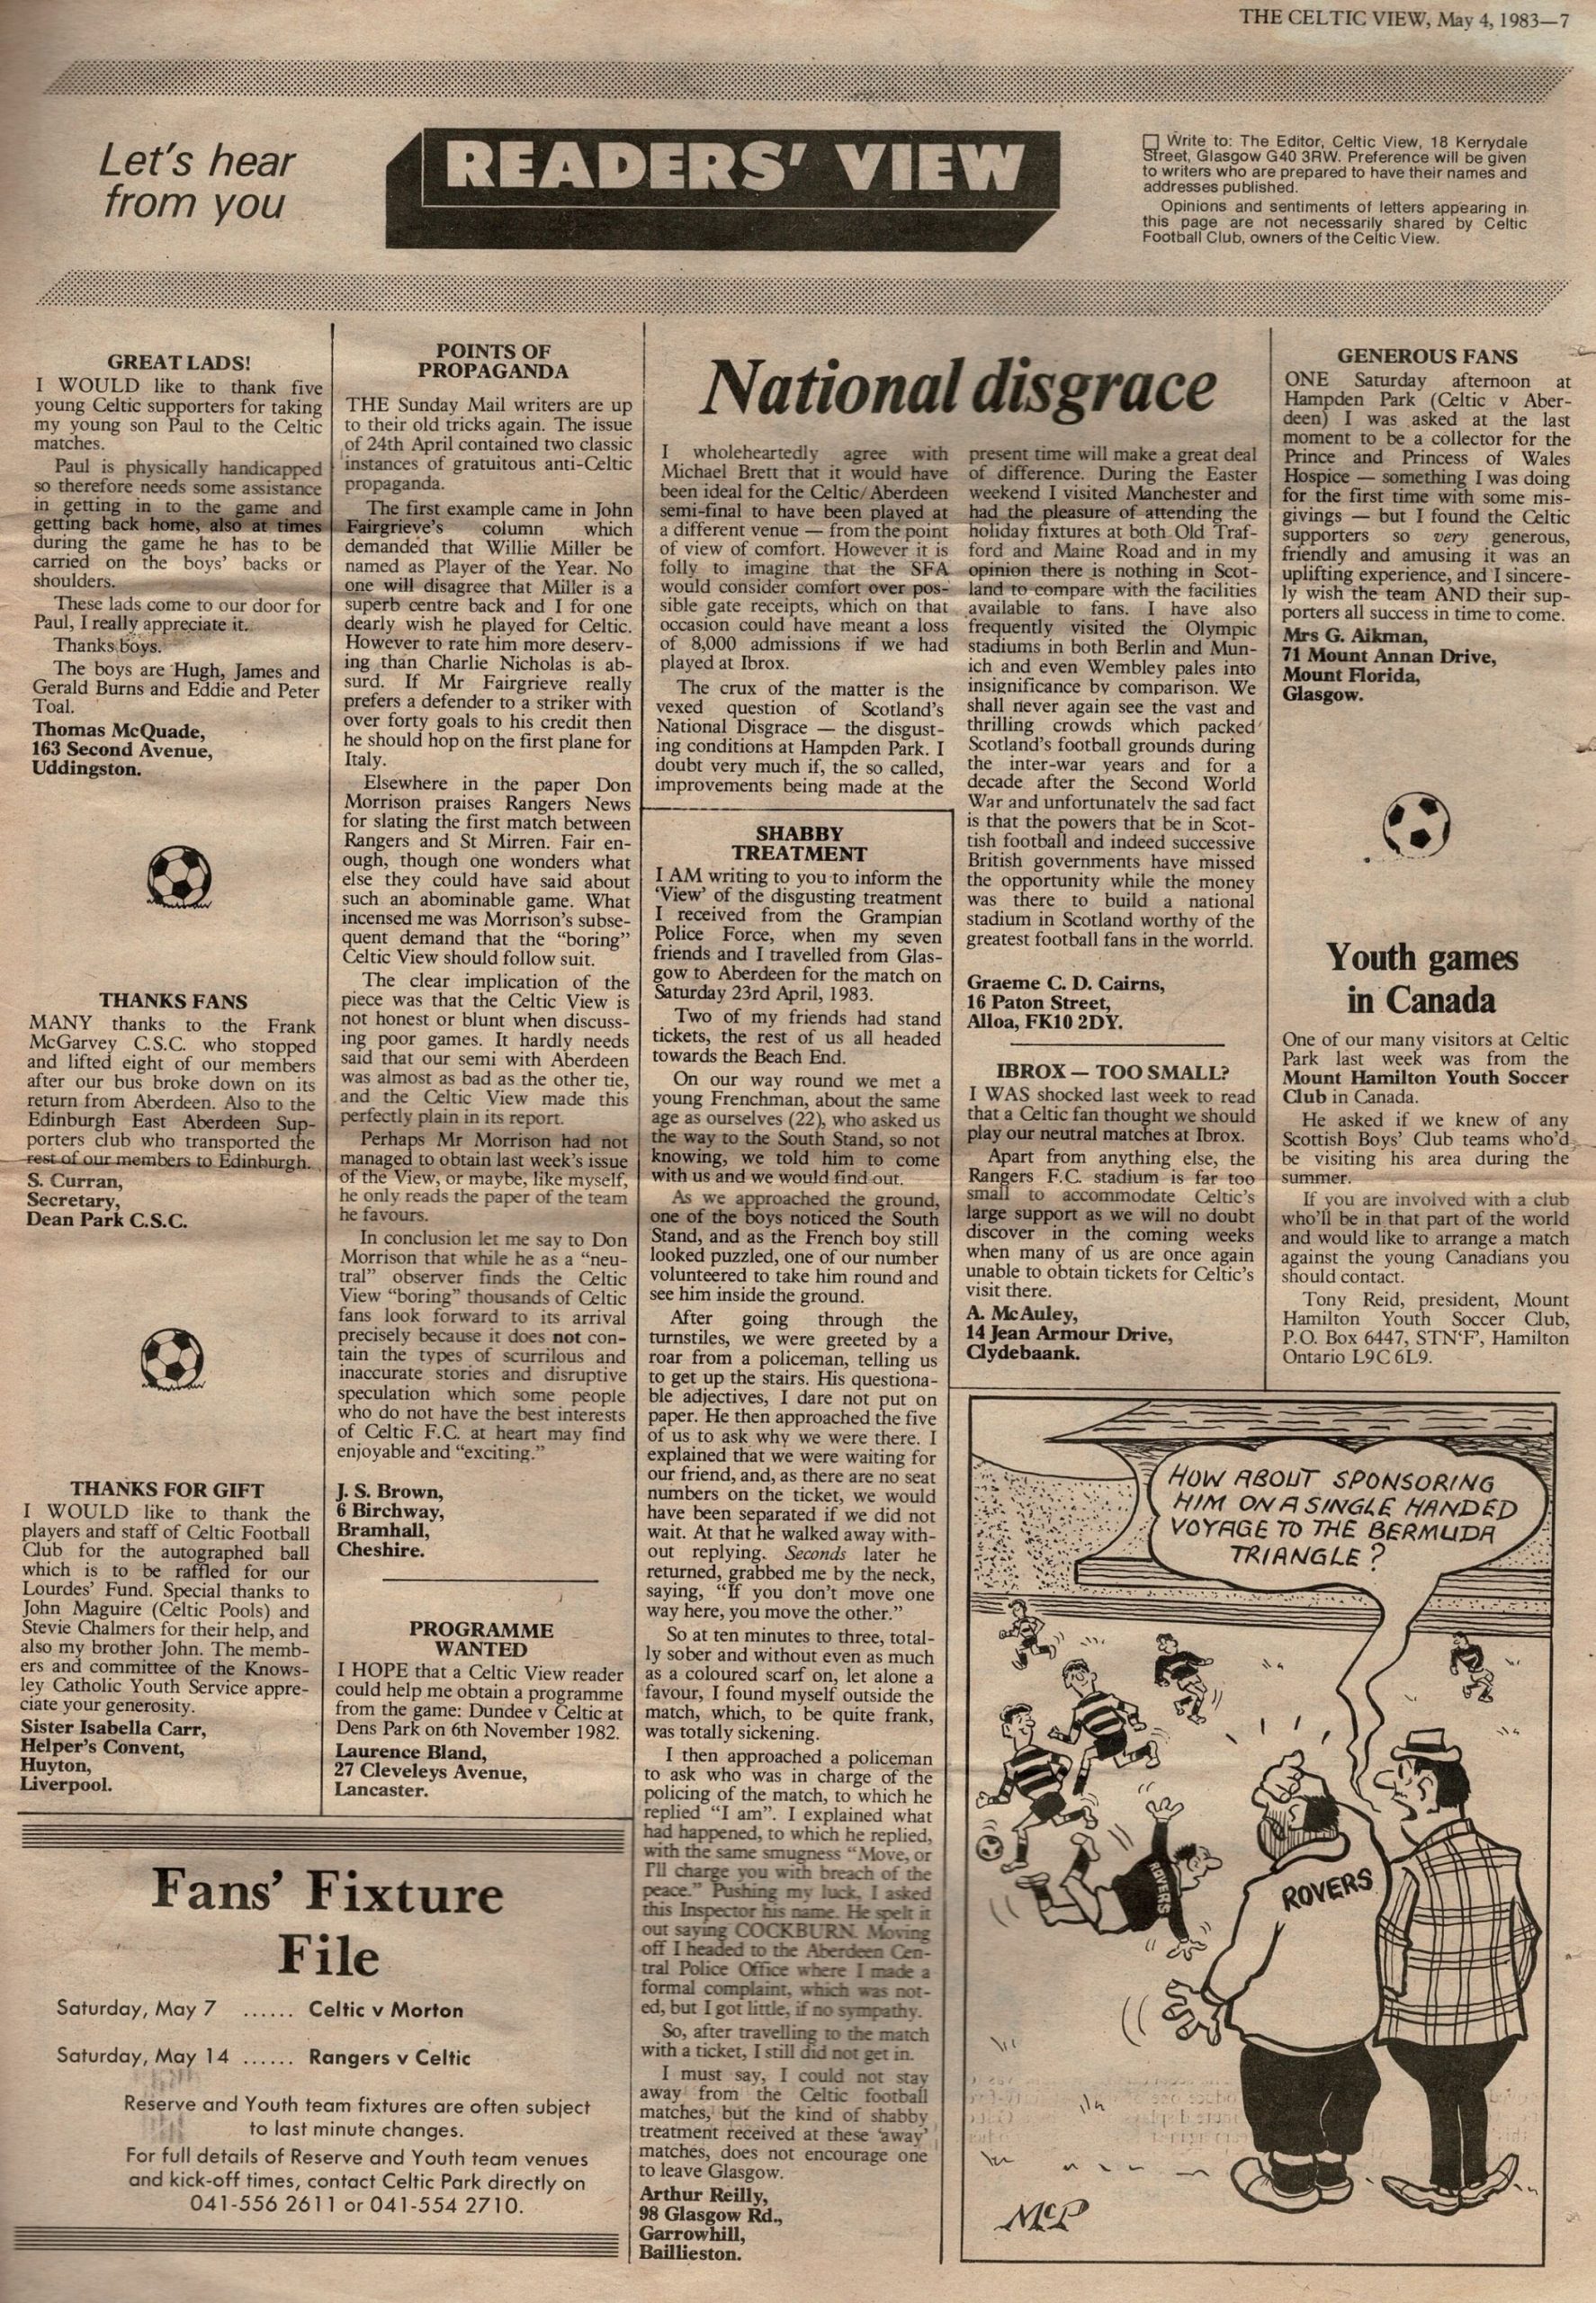 THE CELTIC VIEW, May 4, 1983—7
Let's hear
from you
READERS' VIEW
Write to: The Editor, Celtic View, 18 Kerrydale
Street, Glasgow G40 3RW. Preference will be given
to writers who are prepared to have their names and
addresses published.
Opinions and sentiments of letters appearing in
this page are not necessarily shared by Celtic
Football Club, owners of the Celtic View.
GREAT LADS!
I WOULD like to thank five
young Celtic supporters for taking
my young son Paul to the Celtic
matches.
Paul is physically handicapped
so therefore needs some assistance
in getting in to the game and
getting back home, also at times
during the game he has to be
carried on the boys' backs or
shoulders.
These lads come to our door for
Paul, I really appreciate it.
Thanks boys.
The boys are Hugh, James and
Gerald Burns and Eddie and Peter
Toal.
Thomas McQuade,
163 Second Avenue,
Uddingston.
THANKS FANS
MANY thanks to the Frank
McGarvey C.S.C. who stopped
and lifted eight of our members
after our bus broke down on its
return from Aberdeen. Also to the
Edinburgh East Aberdeen Sup-
porters club who transported the
rest of our members to Edinburgh.
S. Curran,
Secretary,
Dean Park C.S.C.
THANKS FOR GIFT
I WOULD like to thank the
players and staff of Celtic Football
Club for the autographed ball
which is to be raffled for our
Lourdes' Fund. Special thanks to
John Maguire (Celtic Pools) and
Stevie Chalmers for their help, and
also my brother John. The memb-
ers and committee of the Knows-
ley Catholic Youth Service appre-
ciate your generosity.
Sister Isabella Carr,
Helper's Convent,
Huyton,
Liverpool.
POINTS OF
PROPAGANDA
THE Sunday Mail writers are up
to their old tricks again. The issue
of 24th April contained two classic
instances of gratuitous anti-Celtic
propaganda.
The first example came in John
Fairgrieve's column which
demanded that Willie Miller be
named as Player of the Year. No
one will disagree that Miller is a
superb centre back and I for one
dearly wish he played for Celtic.
However to rate him more deserv-
ing than Charlie Nicholas is ab-
surd. If Mr Fairgrieve really
prefers a defender to a striker with
over forty goals to his credit then
he should hop on the first plane for
Italy.
Elsewhere in the paper Don
Morrison praises Rangers News
for slating the first match between
Rangers and St Mirren. Fair en-
ough, though one wonders what
else they could have said about
such an abominable game. What
incensed me was Morrison's subse-
quent demand that the "boring"
Celtic View should follow suit.
The clear implication of the
piece was that the Celtic View is
not honest or blunt when discuss-
ing poor games. It hardly needs
said that our semi with Aberdeen
was almost as bad as the other tie,
and the Celtic View made this
perfectly plain in its report.
Perhaps Mr Morrison had not
managed to obtain last week's issue
of the View, or maybe, like myself,
he only reads the paper of the team
he favours.
In conclusion let me say to Don
Morrison that while he as a "neu-
tral" observer finds the Celtic
View "boring" thousands of Celtic
fans look forward to its arrival
precisely because it does not con-
tain the types of scurrilous and
inaccurate stories and disruptive
speculation which some people
who do not have the best interests
of Celtic F.C. at heart may find
enjoyable and "exciting."
J. S. Brown,
6 Birchway,
Bramhall,
Cheshire.
PROGRAMME
WANTED
I HOPE that a Celtic View reader
could help me obtain a programme
from the game: Dundee v Celtic at
Dens Park on 6th November 1982.
Laurence Bland,
27 Cleveleys Avenue,
Lancaster.
Fans' Fixture
File
Saturday, May 7 ...... Celtic v Morton
Saturday, May 14 ...... Rangers v Celtic
Reserve and Youth team fixtures are often subject
to last minute changes.
For full details of Reserve and Youth team venues
and kick-off times, contact Celtic Park directly on
041-556 2611 or 041-554 2710.
National disgrace
I wholeheartedly agree with
Michael Brett that it would have
been ideal for the Celtic/Aberdeen
semi-final to have been played at
a different venue — from the point
of view of comfort. However it is
folly to imagine that the SFA
would consider comfort over pos-
sible gate receipts, which on that
occasion could have meant a loss
of 8,000 admissions if we had
played at Ibrox.
The crux of the matter is the
vexed question of Scotland's
National Disgrace — the disgust-
ing conditions at Hampden Park. I
doubt very much if, the so called,
improvements being made at the
present time will make a great deal
of difference. During the Easter
weekend I visited Manchester and
had the pleasure of attending the
holiday fixtures at both Old Traf-
ford and Maine Road and in my
opinion there is nothing in Scot-
land to compare with the facilities
available to fans. I have also
frequently visited the Olympic
stadiums in both Berlin and Mun-
ich and even Wembley pales into
insignificance by comparison. We
shall never again see the vast and
thrilling crowds which packed
Scotland's football grounds during
the inter-war years and for a
decade after the Second World
War and unfortunately the sad fact
is that the powers that be in Scot-
tish football and indeed successive
British governments have missed
the opportunity while the money
was there to build a national
stadium in Scotland worthy of the
greatest football fans in the worrld.
Graeme C. D. Cairns,
16 Paton Street,
Alloa, FK10 2DY.
SHABBY
TREATMENT
I AM writing to you to inform the
'View' of the disgusting treatment
I received from the Grampian
Police Force, when my seven
friends and I travelled from Glas-
gow to Aberdeen for the match on
Saturday 23rd April, 1983.
Two of my friends had stand
tickets, the rest of us all headed
towards the Beach End.
On our way round we met a
young Frenchman, about the same
age as ourselves (22), who asked us
the way to the South Stand, so not
knowing, we told him to come
with us and we would find out.
As we approached the ground,
one of the boys noticed the South
Stand, and as the French boy still
looked puzzled, one of our number
volunteered to take him round and
see him inside the ground.
After going through the
turnstiles, we were greeted by a
roar from a policeman, telling us
to get up the stairs. His questiona-
ble adjectives, I dare not put on
paper. He then approached the five
of us to ask why we were there. I
explained that we were waiting for
our friend, and, as there are no seat
numbers on the ticket, we would
have been separated if we did not
wait. At that he walked away with-
out replying. Seconds later he
returned, grabbed me by the neck,
saying, "If you don't move one
way here, you move the other."
So at ten minutes to three, total-
ly sober and without even as much
as a coloured scarf on, let alone a
favour, I found myself outside the
match, which, to be quite frank,
was totally sickening.
I then approached a policeman
to ask who was in charge of the
policing of the match, to which he
replied "I am". I explained what
had happened, to which he replied,
with the same smugness "Move, or
I'll charge you with breach of the
peace." Pushing my luck, I asked
this Inspector his name. He spelt it
out saying COCKBURN. Moving
off I headed to the Aberdeen Cen-
tral Police Office where I made a
formal complaint, which was not-
ed, but I got little, if no sympathy.
So, after travelling to the match
with a ticket, I still did not get in.
I must say, I could not stay
away from the Celtic football
matches, but the kind of shabby
treatment received at these 'away'
matches, does not encourage one
to leave Glasgow.
Arthur Reilly,
98 Glasgow Rd.,
Garrowhill,
Baillieston.
IBROX — TOO SMALL?
I WAS shocked last week to read
that a Celtic fan thought we should
play our neutral matches at Ibrox.
Apart from anything else, the
Rangers F.C. stadium is far too
small to accommodate Celtic's
large support as we will no doubt
discover in the coming weeks
when many of us are once again
unable to obtain tickets for Celtic's
visit there.
A. McAuley,
14 Jean Armour Drive,
Clydebaank.
GENEROUS FANS
ONE Saturday afternoon at
Hampden Park (Celtic v Aber-
deen) I was asked at the last
moment to be a collector for the
Prince and Princess of Wales
Hospice — something I was doing
for the first time with some mis-
givings — but I found the Celtic
supporters so very generous,
friendly and amusing it was an
uplifting experience, and I sincere-
ly wish the team AND their sup-
porters all success in time to come.
Mrs G. Aikman,
71 Mount Annan Drive,
Mount Florida,
Glasgow.
Youth games
in Canada
One of our many visitors at Celtic
Park last week was from the
Mount Hamilton Youth Soccer
Club in Canada.
He asked if we knew of any
Scottish Boys' Club teams who'd
be visiting his area during the
summer.
If you are involved with a club
who'll be in that part of the world
and would like to arrange a match
against the young Canadians you
should contact.
Tony Reid, president, Mount
Hamilton Youth Soccer Club,
P.O. Box 6447, STN'F', Hamilton
Ontario L9C 6L9.
HOW ABOUT SPONSORING
HIM ON A SINGLE HANDED
VOYAGE TO THE BERMUDA
TRIANGLE?
ROVERS
ROVERS
McP